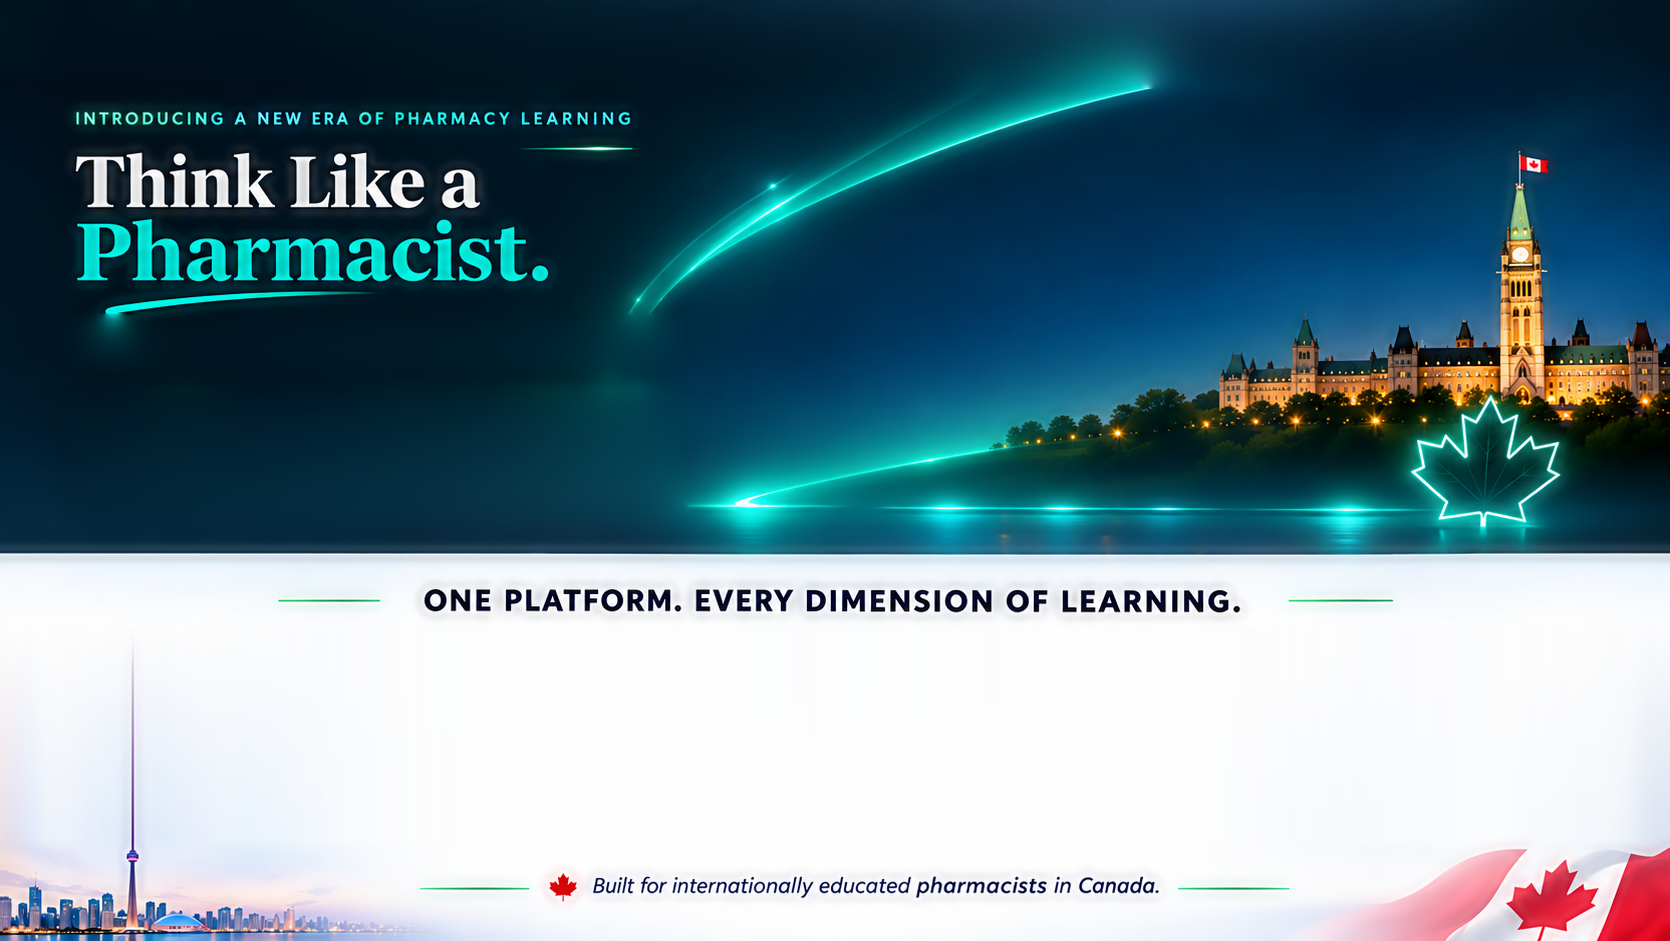 INTRODUCING A NEW ERA OF PHARMACY LEARNING
Think Like a
Pharmacist.
ONE PLATFORM. EVERY DIMENSION OF LEARNING.
Built for internationally educated pharmacists in Canada.